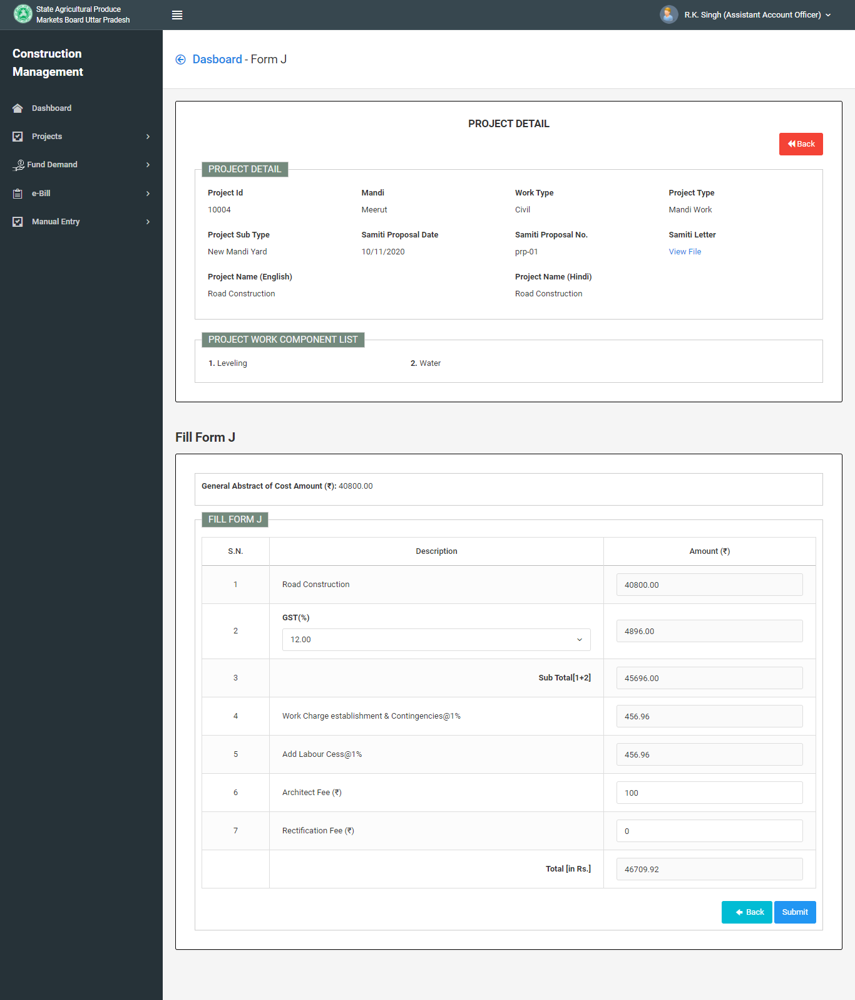 State Agricultural Produce
Markets Board Uttar Pradesh
R.K. Singh (Assistant Account Officer)
Construction
Management
Dashboard
Projects
Fund Demand
e-Bill
Manual Entry
Dasboard - Form J
PROJECT DETAIL
Back
PROJECT DETAIL
Project Id Mandi Work Type Project Type
10004 Meerut Civil Mandi Work
Project Sub Type Samiti Proposal Date Samiti Proposal No. Samiti Letter
New Mandi Yard 10/11/2020 prp-01 View File
Project Name (English) Project Name (Hindi)
Road Construction Road Construction
PROJECT WORK COMPONENT LIST
1. Leveling 2. Water
Fill Form J
General Abstract of Cost Amount (₹): 40800.00
FILL FORM J
S.N. Description Amount (₹)
1 Road Construction 40800.00
GST(%)
2 12.00 4896.00
3 Sub Total[1+2] 45696.00
4 Work Charge establishment & Contingencies@1% 456.96
5 Add Labour Cess@1% 456.96
6 Architect Fee (₹) 100
7 Rectification Fee (₹) 0
Total [in Rs.] 46709.92
Back Submit